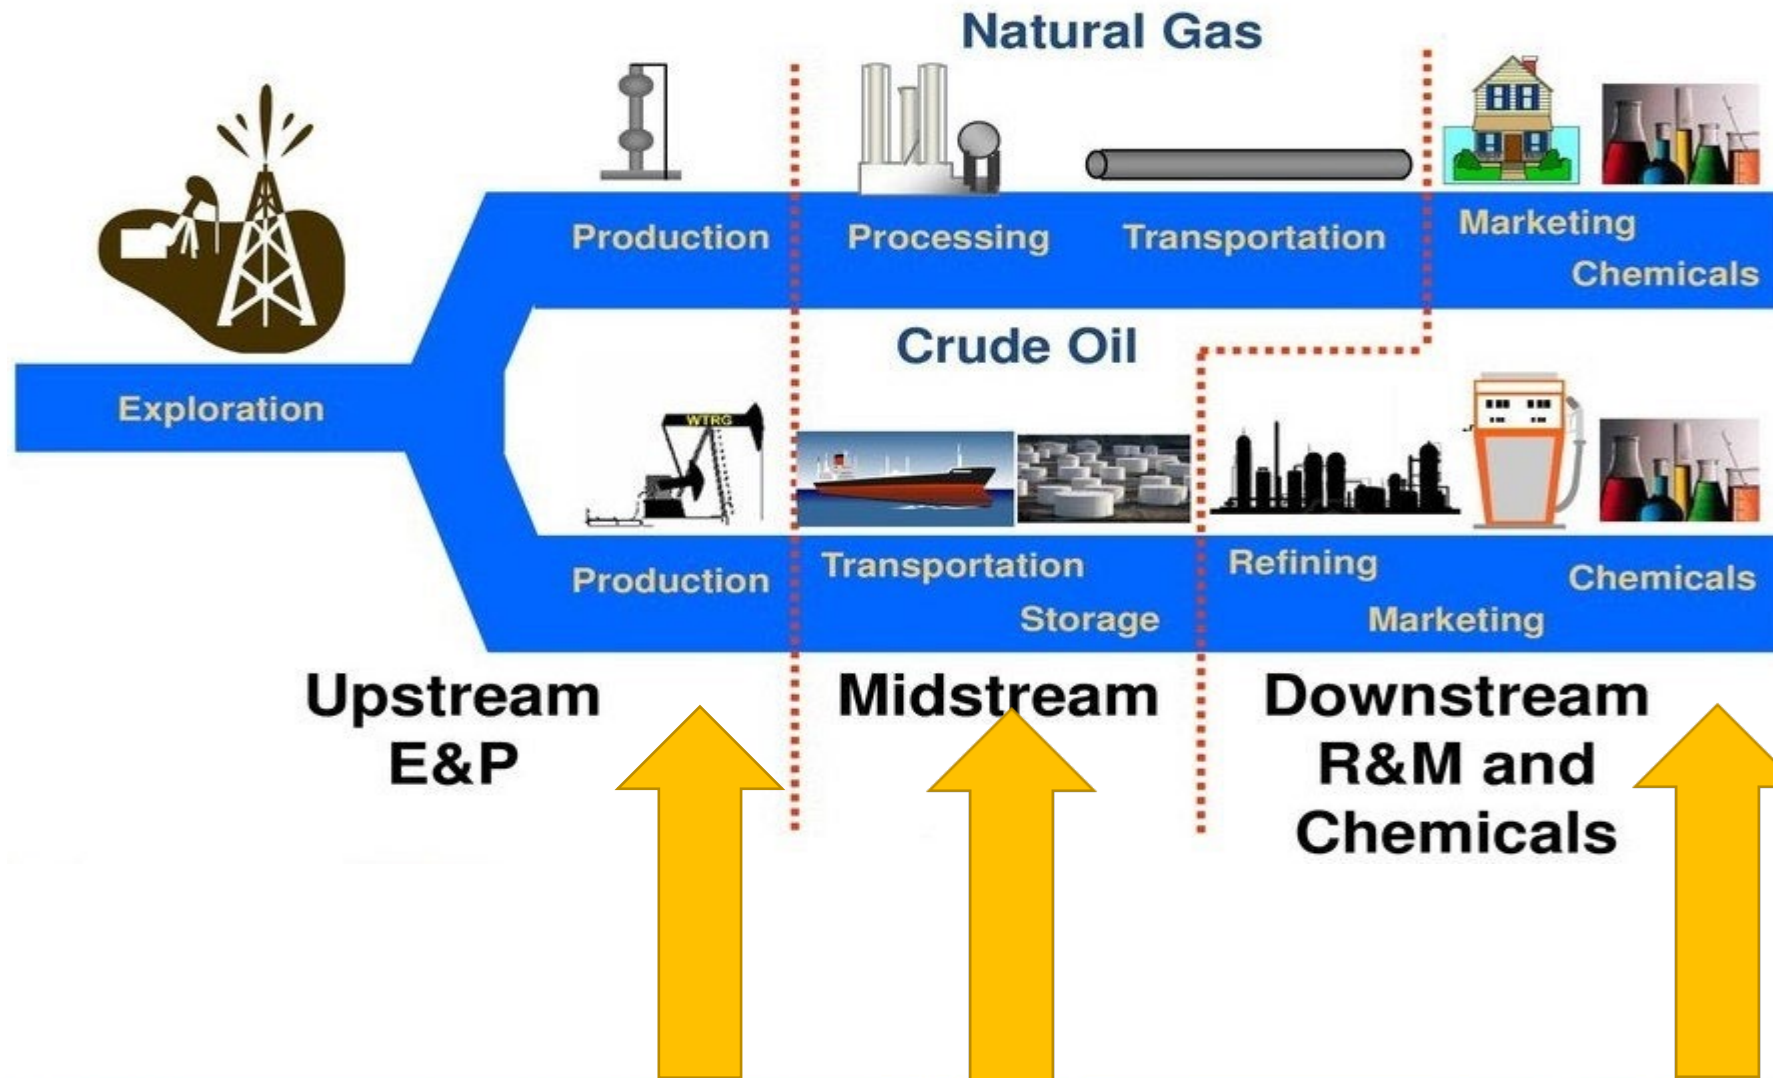 Natural Gas
Production
Processing
Transportation
Marketing
Chemicals
Exploration
Crude Oil
WTRG
Production
Transportation
Storage
Refining
Marketing
Chemicals
Upstream
E&P
Midstream
Downstream
R&M and
Chemicals